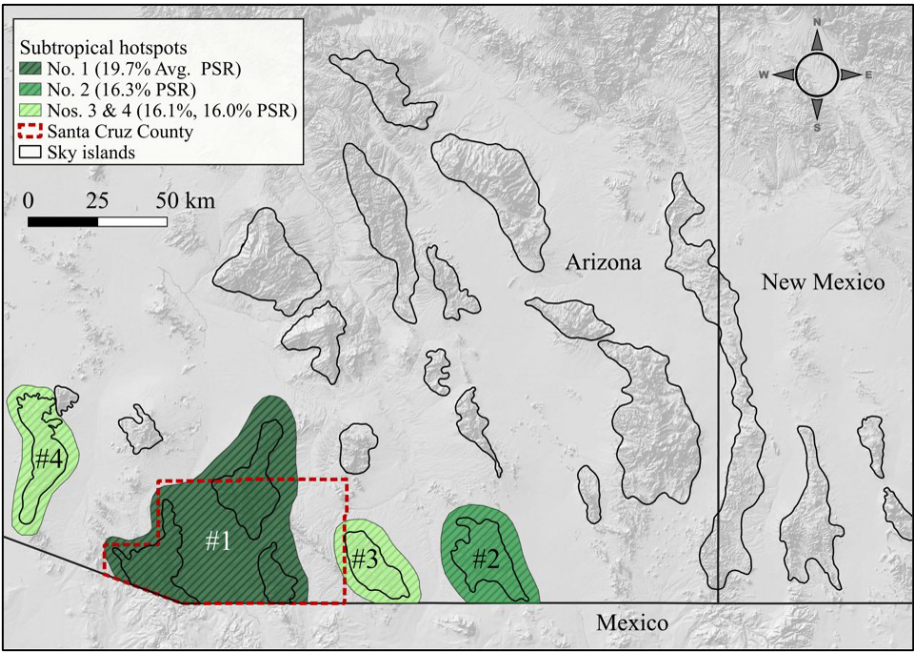 Subtropical hotspots
No. 1 (19.7% Avg. PSR)
No. 2 (16.3% PSR)
Nos. 3 & 4 (16.1%, 16.0% PSR)
Santa Cruz County
Sky islands
N
W E
S
0 25 50 km
Arizona
New Mexico
#4
#1
#3
#2
Mexico